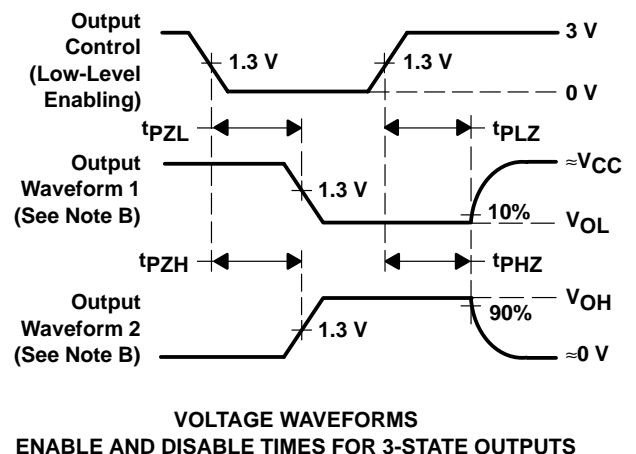 Output
Control
(Low-Level
Enabling)
1.3 V
1.3 V
3 V
0 V
tPZL
tPLZ
Output
Waveform 1
(See Note B)
1.3 V
10%
≈VCC
VOL
tPZH
tPHZ
Output
Waveform 2
(See Note B)
1.3 V
90%
VOH
≈0 V
VOLTAGE WAVEFORMS
ENABLE AND DISABLE TIMES FOR 3-STATE OUTPUTS